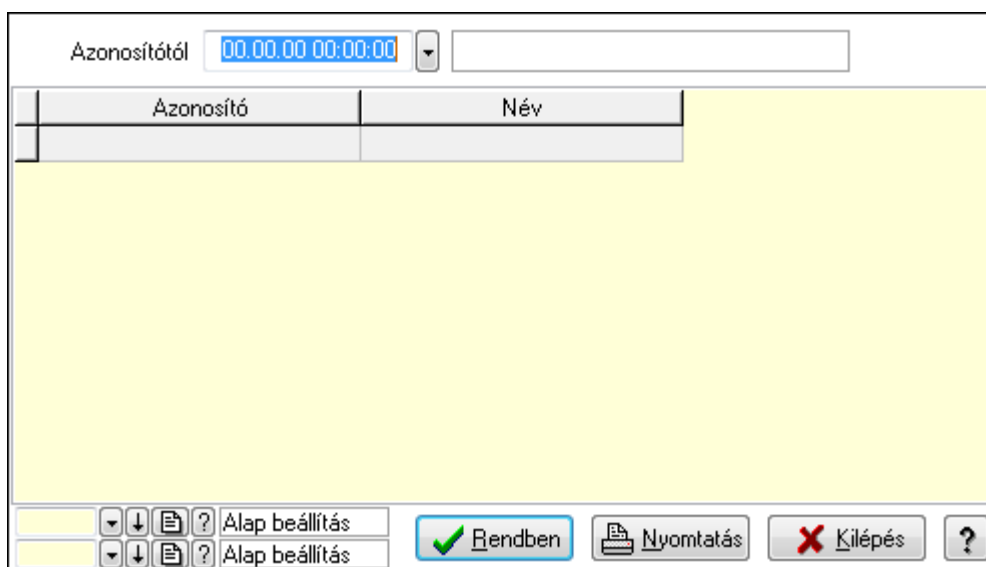 Azonosítótól 00.00.00 00:00:00
Azonosító Név
? Alap beállítás
? Alap beállítás
Rendben Nyomtatás Kilépés ?